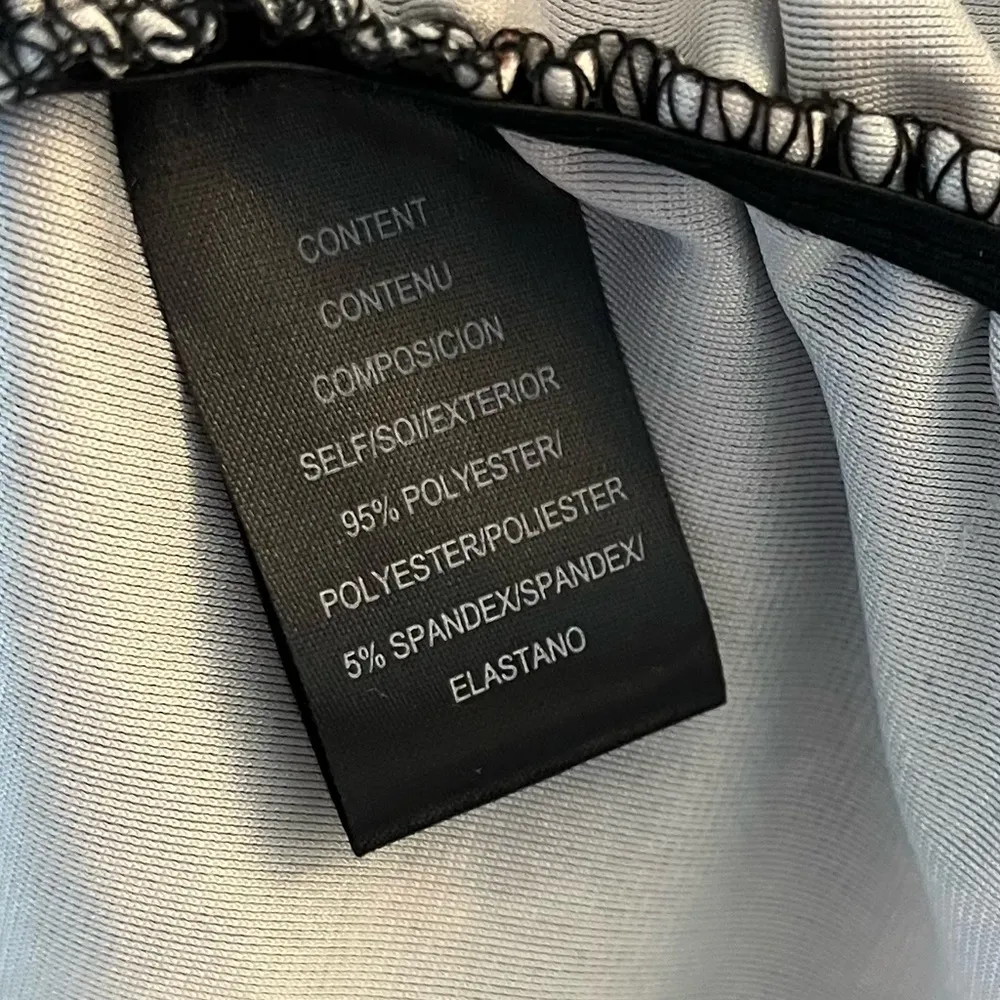 CONTENT
CONTENU
COMPOSICION
SELF/SOI/EXTERIOR
95% POLYESTER/
POLYESTER/POLIESTER
5% SPANDEX/SPANDEX/
ELASTANO